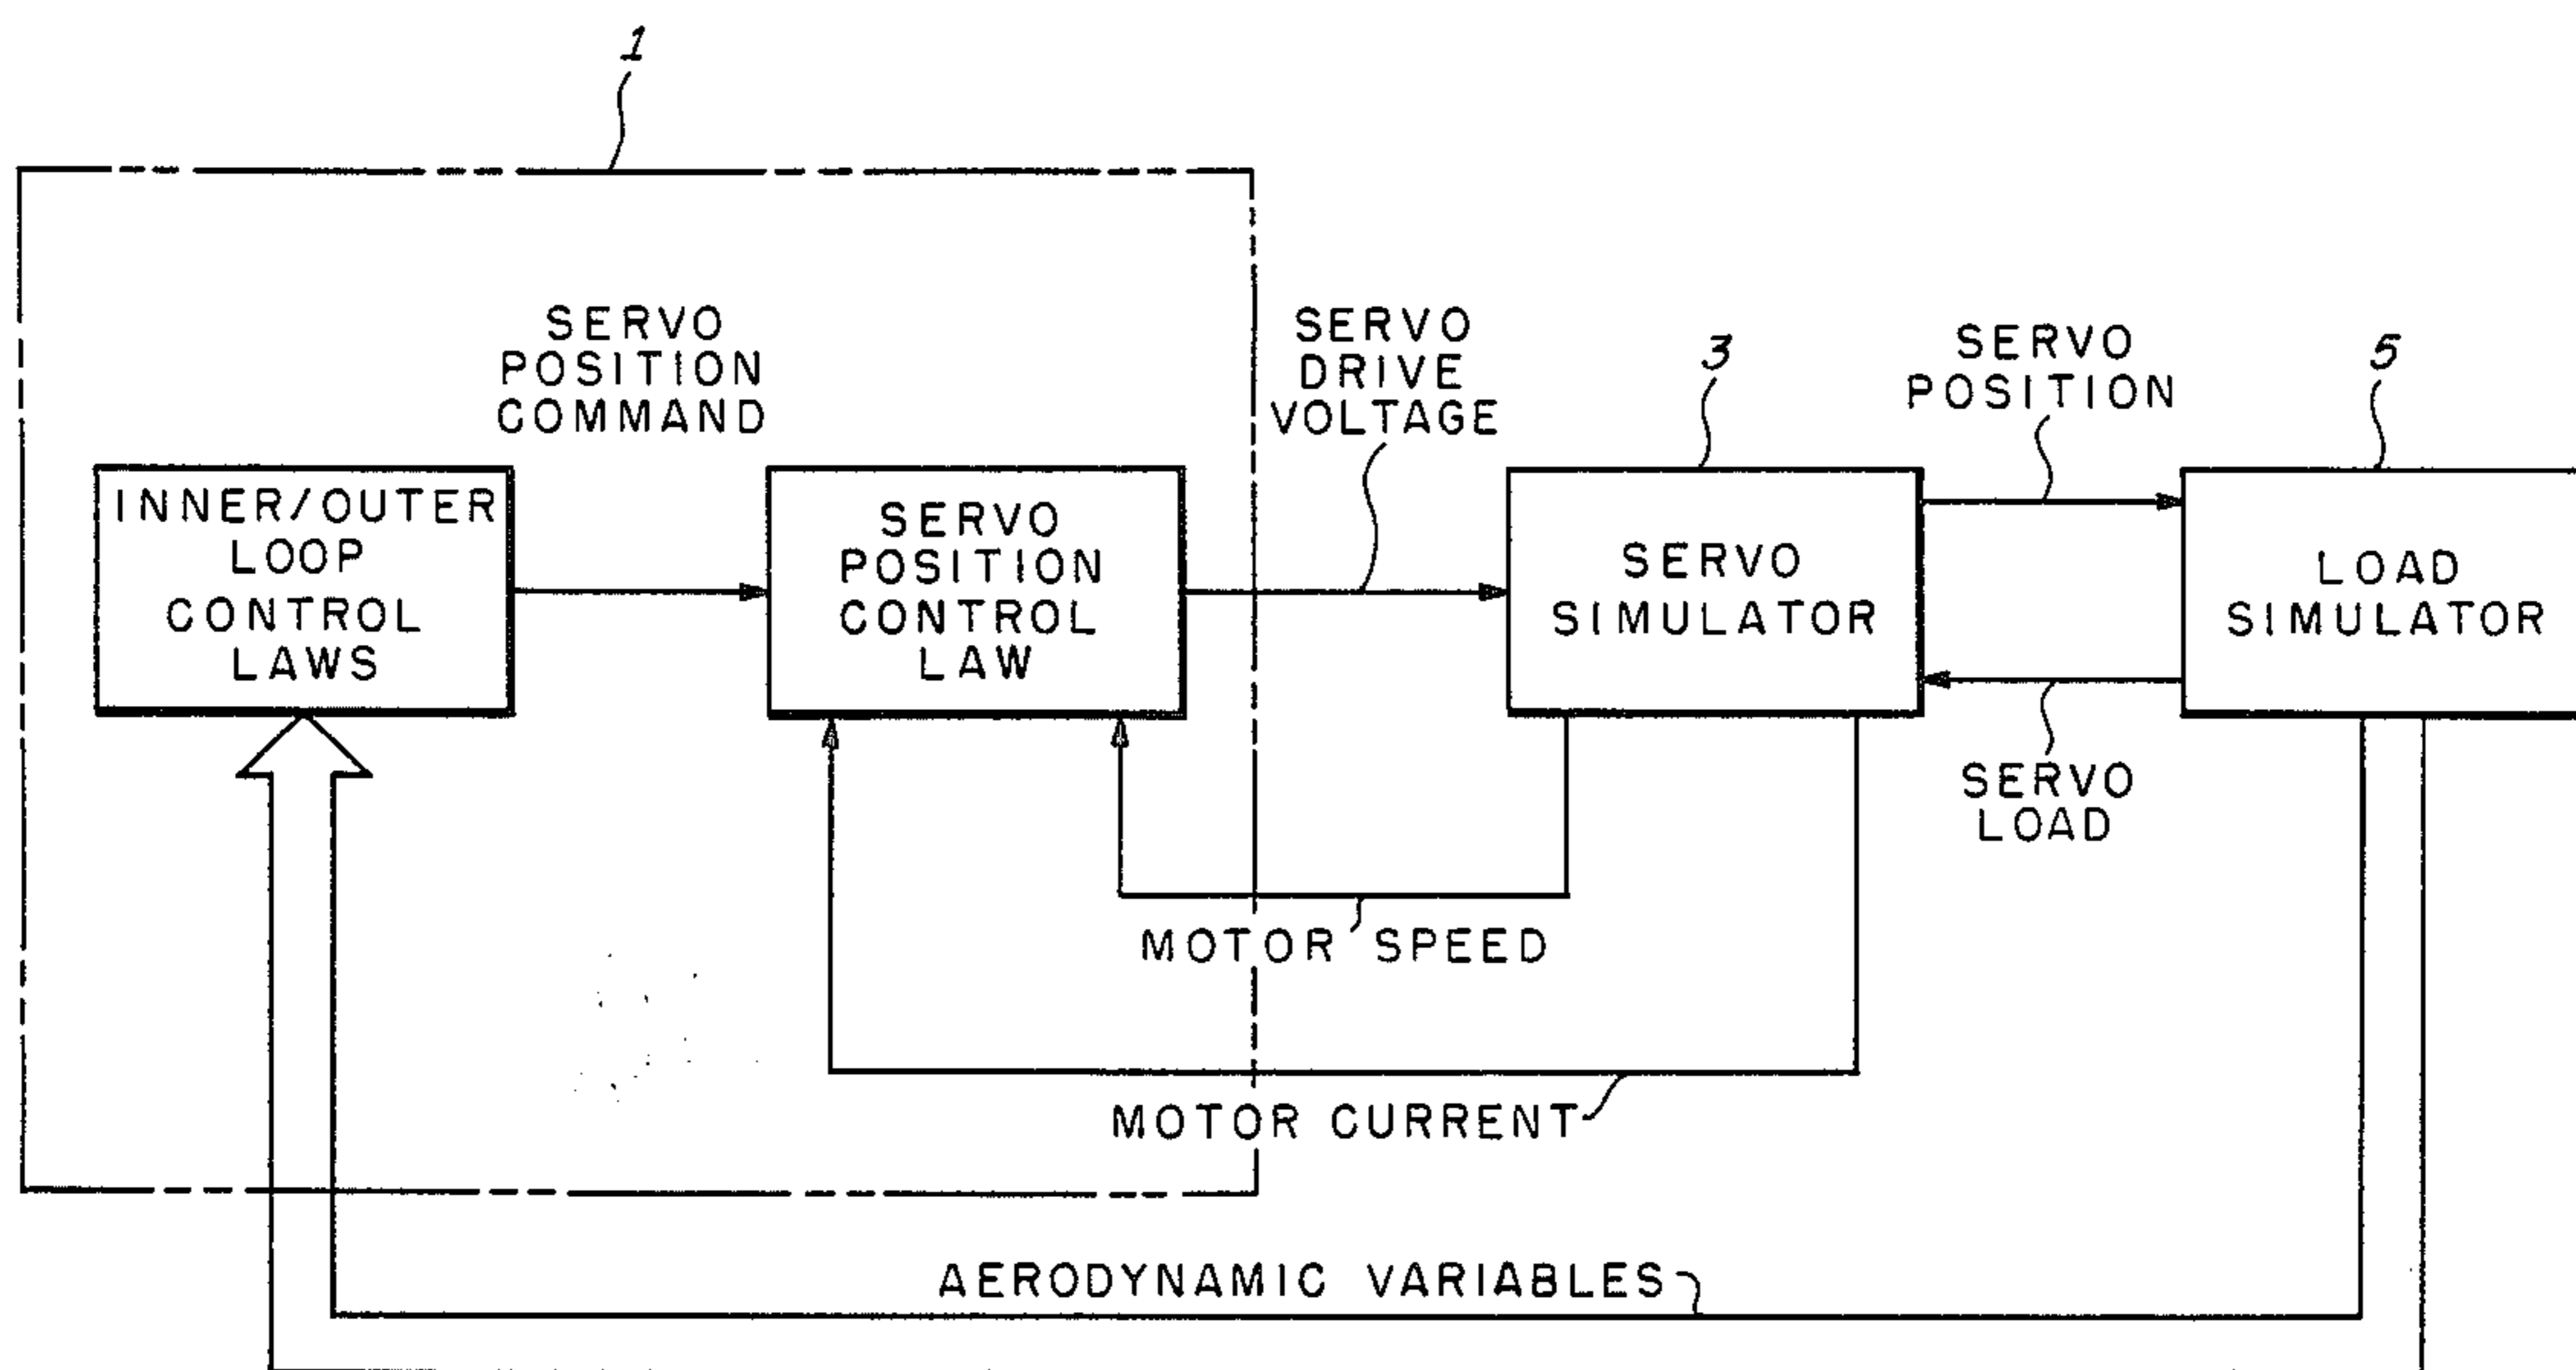 1
SERVO
POSITION
COMMAND
SERVO
DRIVE
VOLTAGE
3
SERVO
POSITION
5
INNER/OUTER
LOOP
CONTROL
LAWS
SERVO
POSITION
CONTROL
LAW
SERVO
SIMULATOR
LOAD
SIMULATOR
SERVO
LOAD
MOTOR SPEED
MOTOR CURRENT
AERODYNAMIC VARIABLES